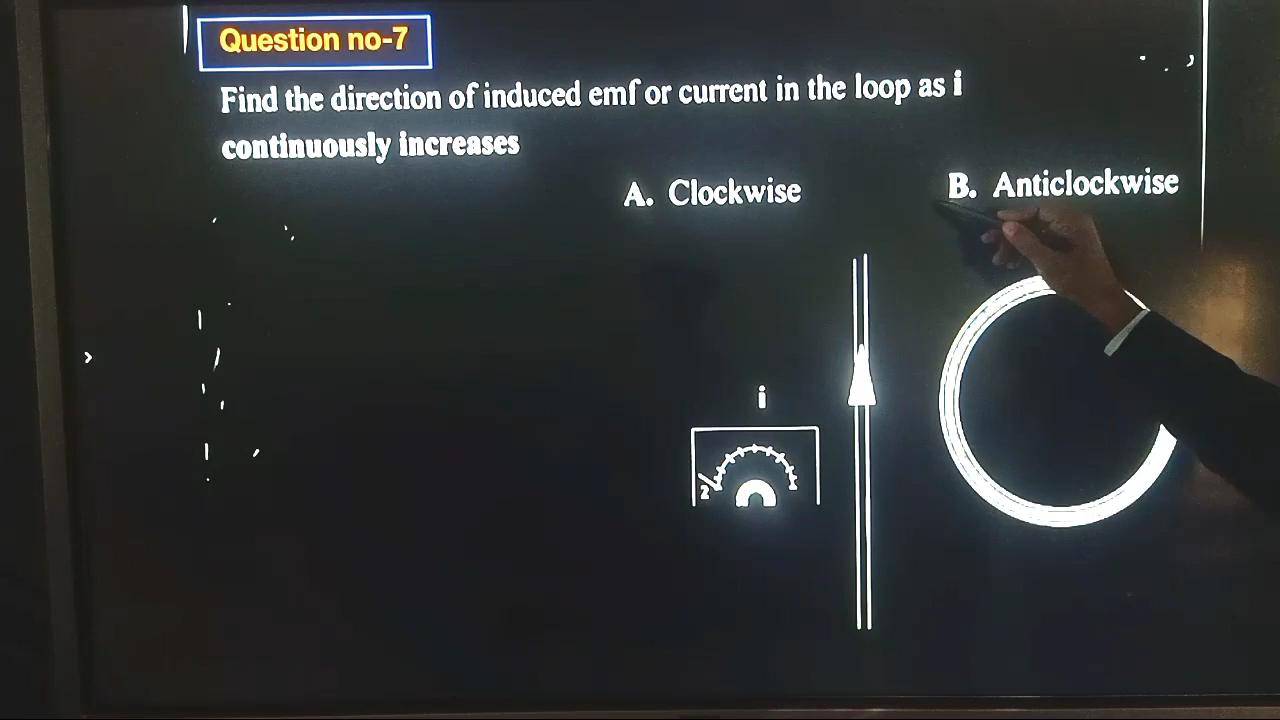 Question no-7
Find the direction of induced emf or current in the loop as i
continuously increases
A. Clockwise
B. Anticlockwise
i
2